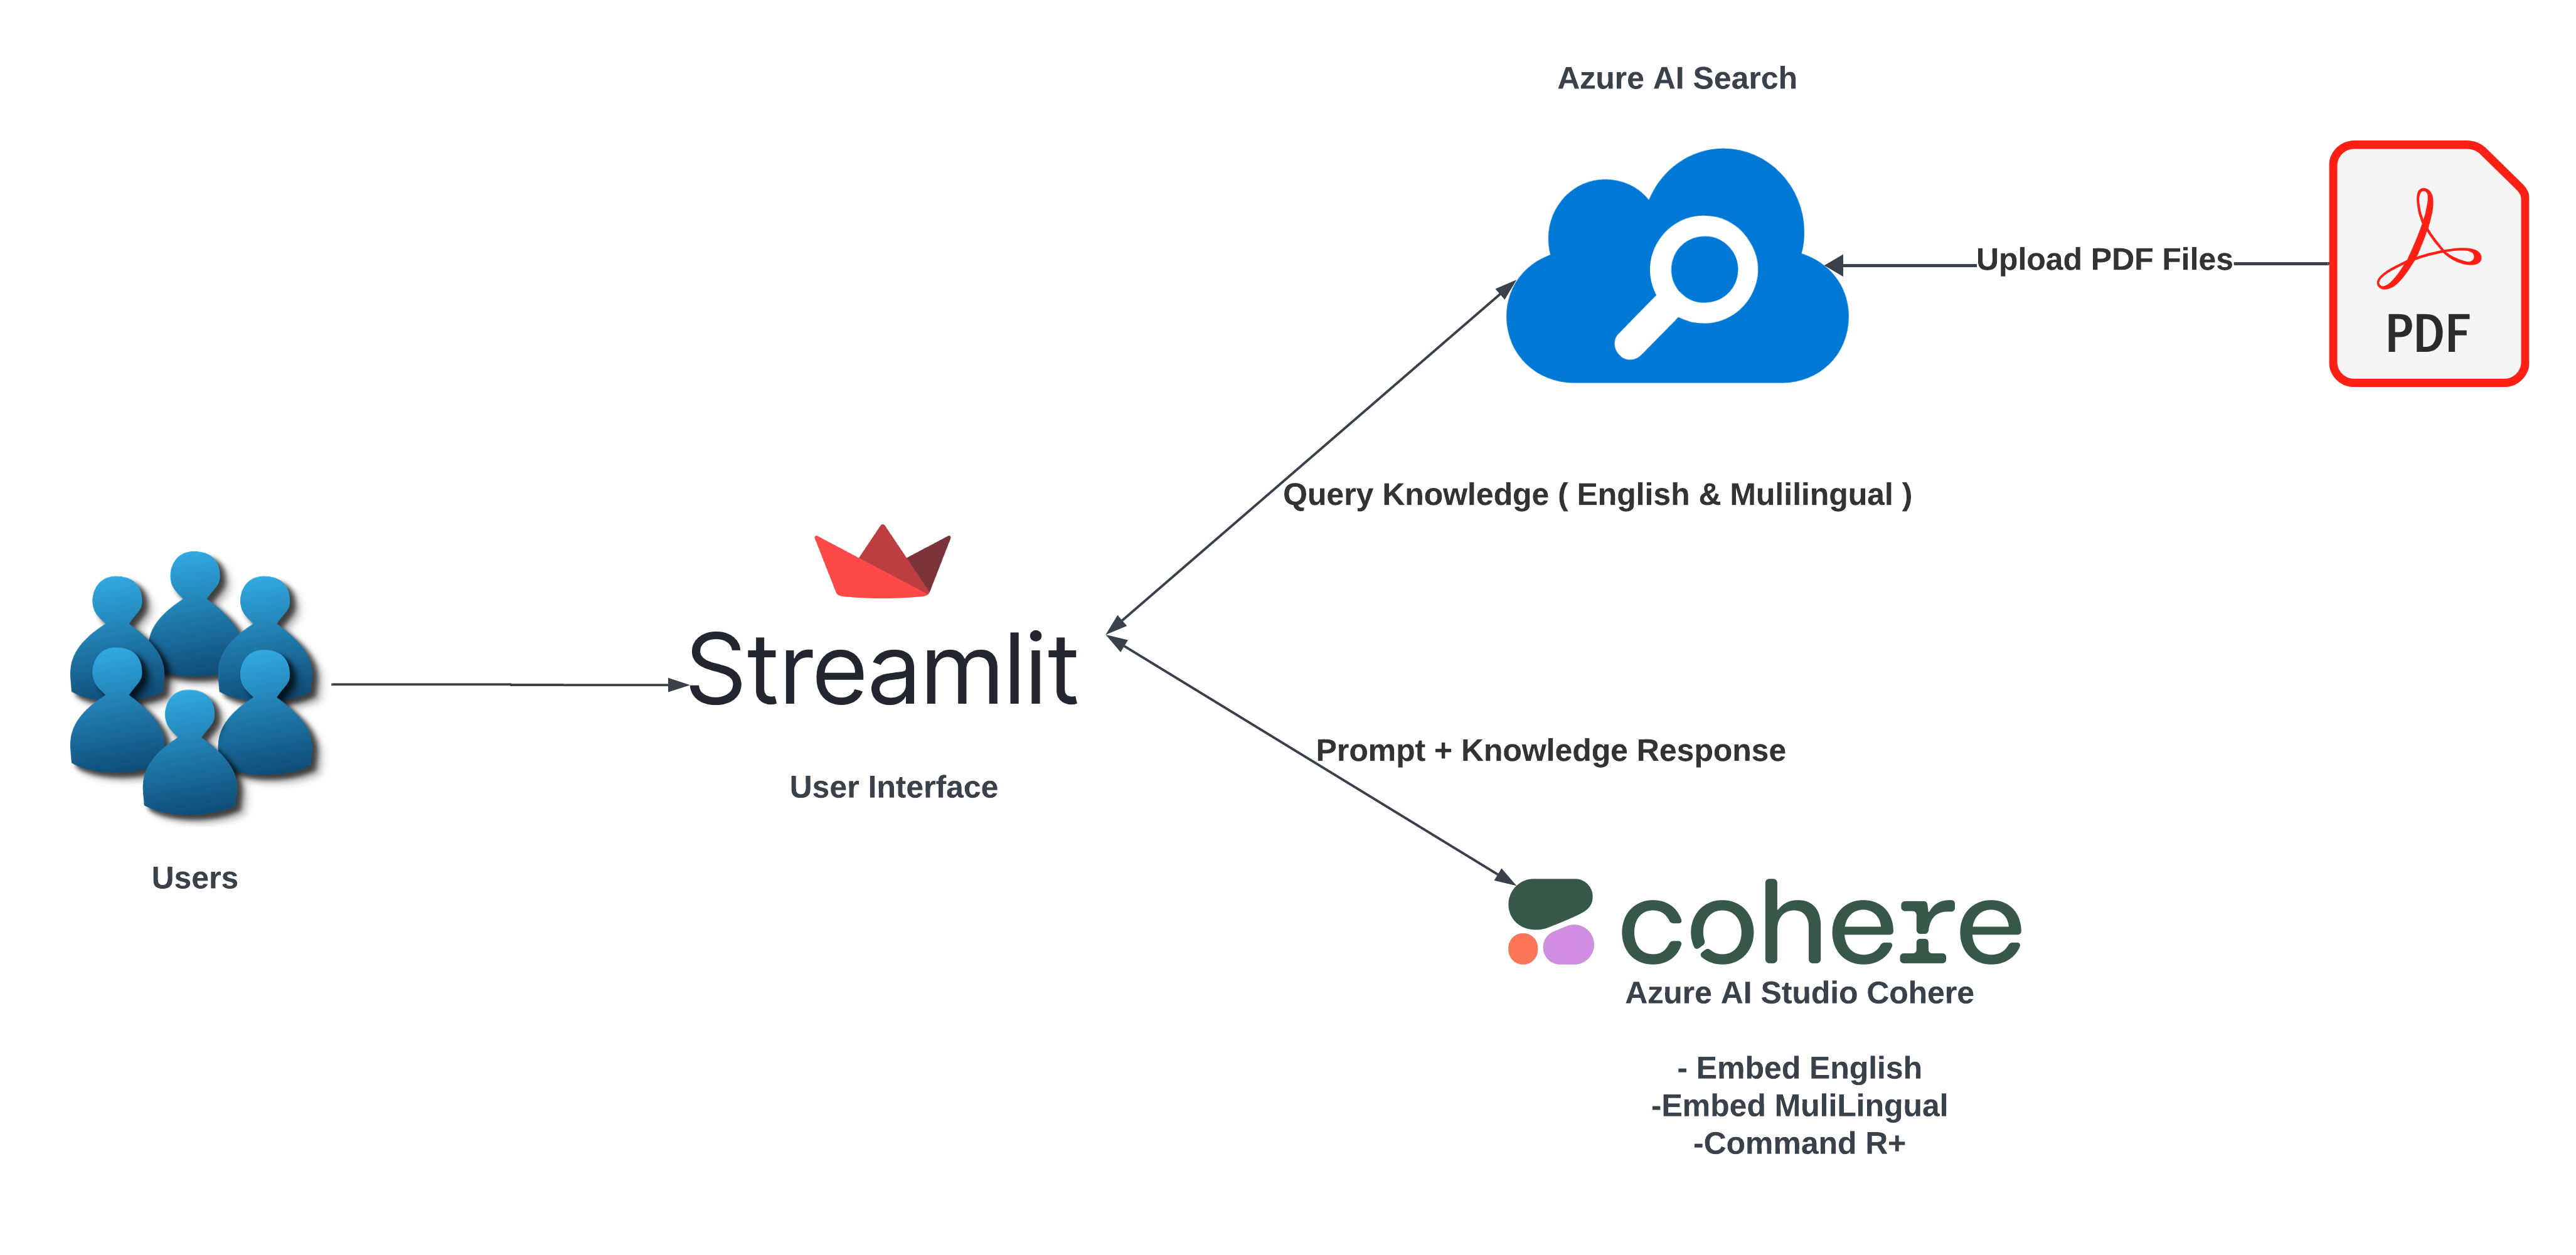 Azure AI Search
Upload PDF Files
PDF
Query Knowledge ( English & Mulilingual )
Streamlit
User Interface
Users
Prompt + Knowledge Response
cohere
Azure AI Studio Cohere
- Embed English
-Embed MuliLingual
-Command R+